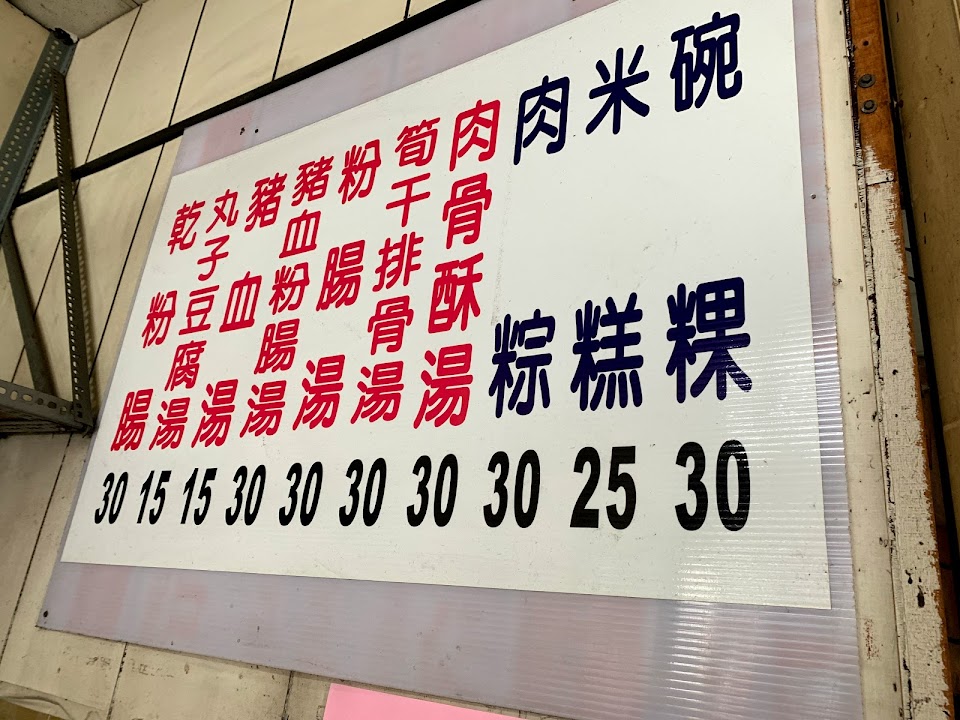 碗粿 30
米糕 25
肉粽 30
肉骨酥湯 30
筍干排骨湯 30
粉腸湯 30
豬血粉腸湯 30
豬血湯 15
丸子豆腐湯 15
乾粉腸 30